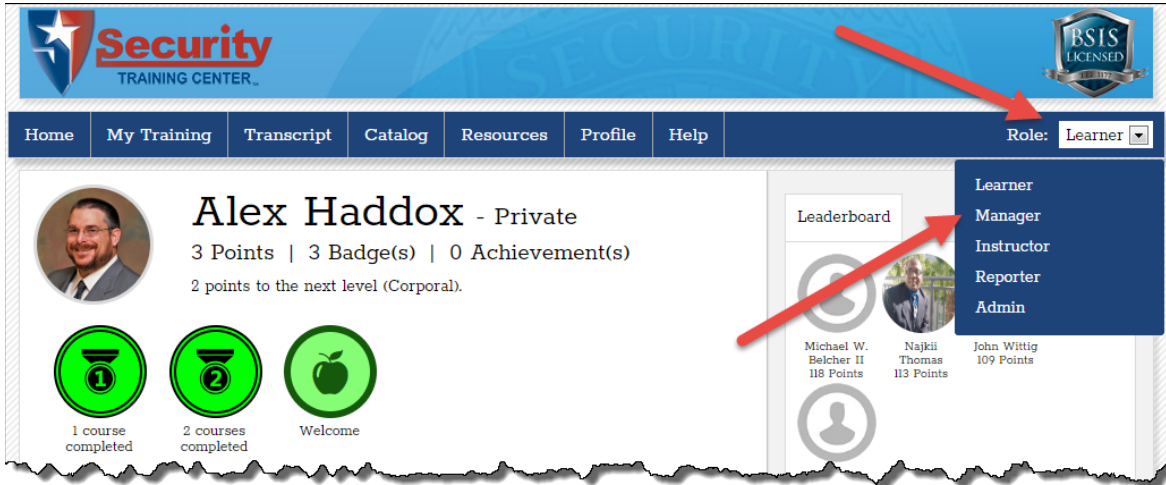 Security
TRAINING CENTER
SECURITY
BSIS
LICENSED
Home My Training Transcript Catalog Resources Profile Help Role: Learner
Learner
Manager
Instructor
Reporter
Admin
Alex Haddox - Private
3 Points | 3 Badge(s) | 0 Achievement(s)
2 points to the next level (Corporal).
1
2
1 course
completed
2 courses
completed
Welcome
Leaderboard
Michael W.
Belcher II
118 Points
Najkii
Thomas
113 Points
John Wittig
109 Points